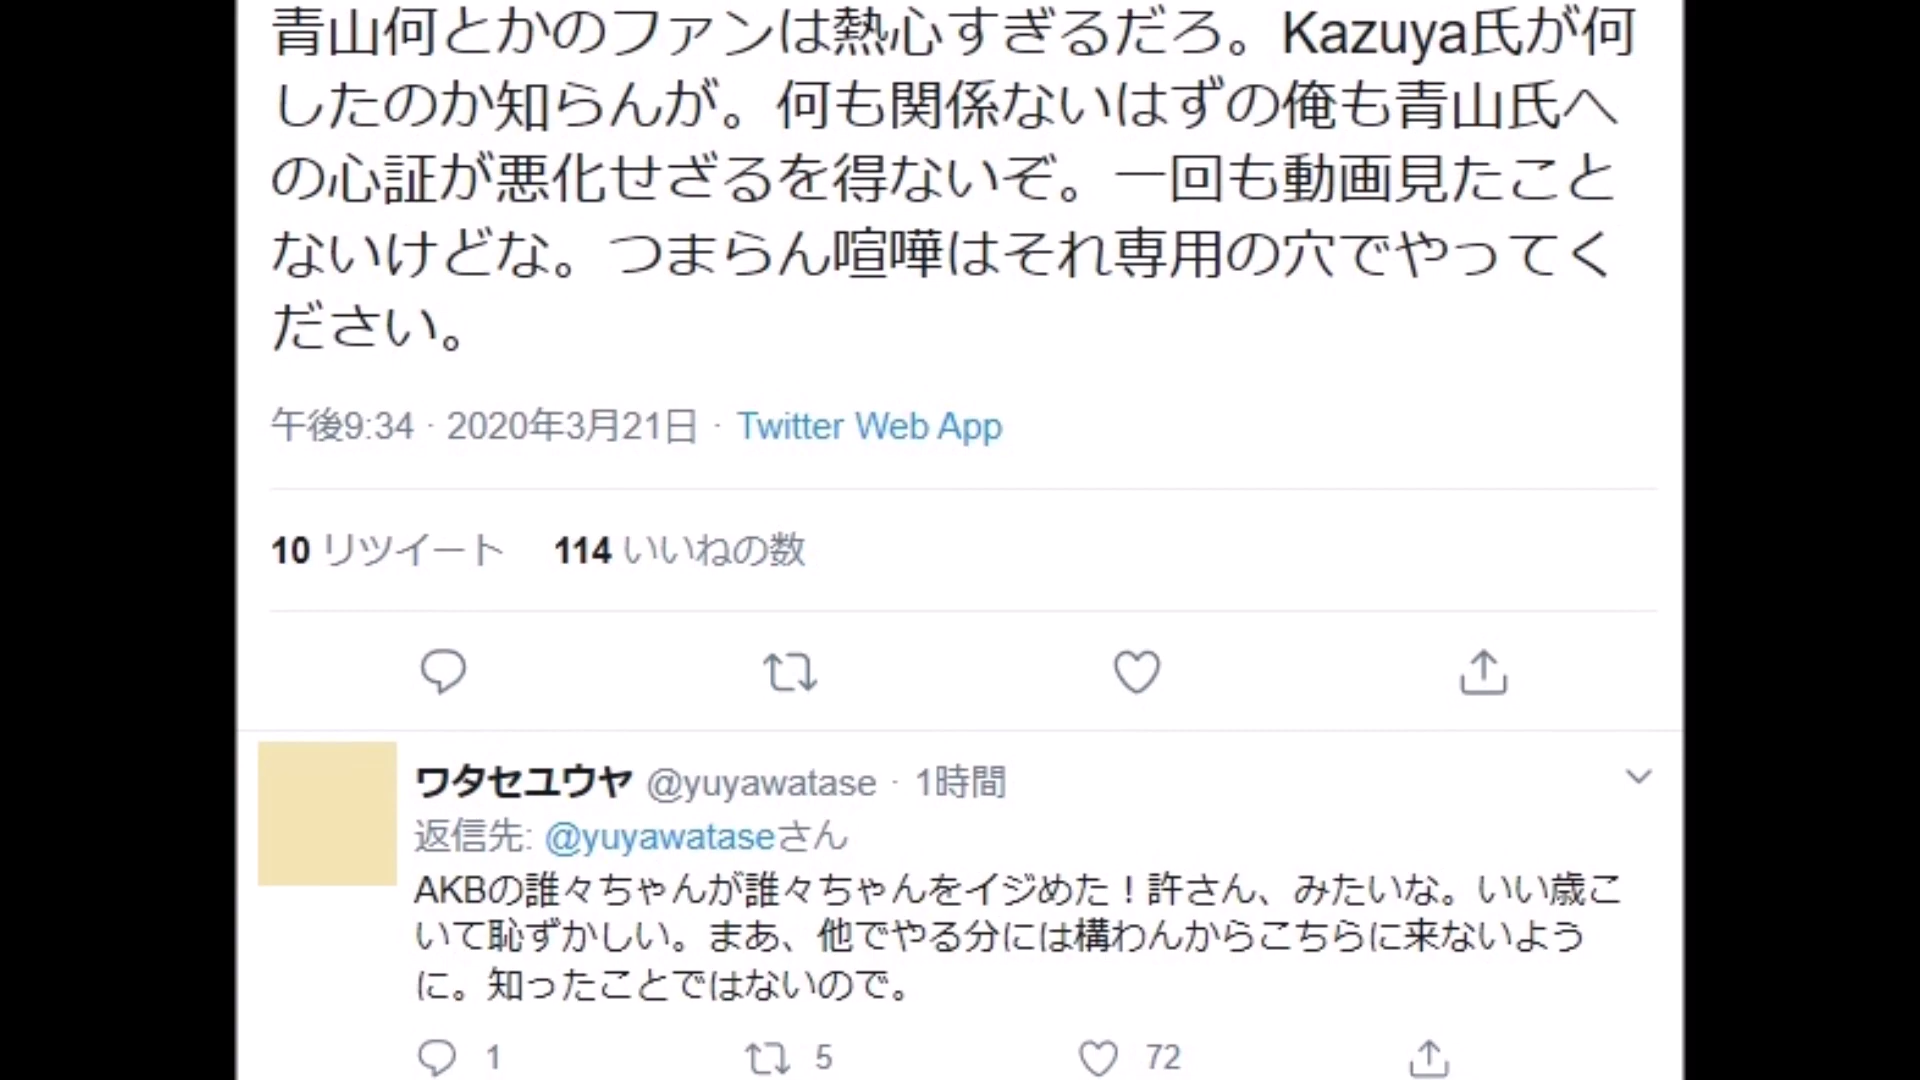 青山何とかのファンは熱心すぎるだろ。Kazuya氏が何
したのか知らんが。何も関係ないはずの俺も青山氏へ
の心証が悪化せざるを得ないぞ。一回も動画見たこと
ないけどな。つまらん喧嘩はそれ専用の穴でやってく
ださい。
午後9:34 · 2020年3月21日 · Twitter Web App
10 リツイート 114 いいねの数
ワタセユウヤ @yuyawatase · 1時間
返信先: @yuyawataseさん
AKBの誰々ちゃんが誰々ちゃんをイジめた！許さん、みたいな。いい歳こ
いて恥ずかしい。まあ、他でやる分には構わんからこちらに来ないよう
に。知ったことではないので。
1 5 72